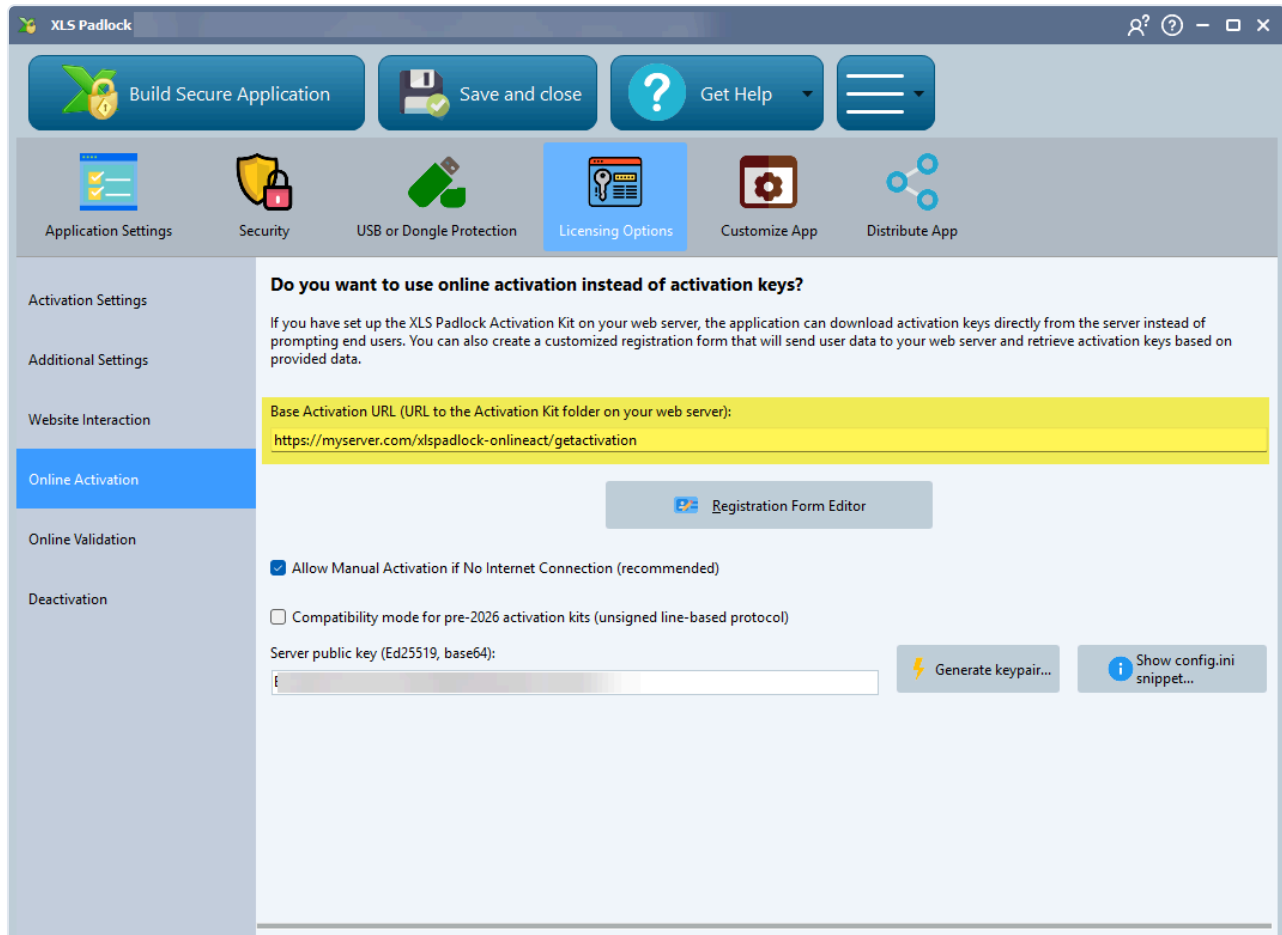 XLS Padlock
Build Secure Application
Save and close
Get Help
Application Settings
Security
USB or Dongle Protection
Licensing Options
Customize App
Distribute App
Activation Settings
Additional Settings
Website Interaction
Online Activation
Online Validation
Deactivation
Do you want to use online activation instead of activation keys?
If you have set up the XLS Padlock Activation Kit on your web server, the application can download activation keys directly from the server instead of
prompting end users. You can also create a customized registration form that will send user data to your web server and retrieve activation keys based on
provided data.
Base Activation URL (URL to the Activation Kit folder on your web server):
https://myserver.com/xlspadlock-onlineact/getactivation
Registration Form Editor
Allow Manual Activation if No Internet Connection (recommended)
Compatibility mode for pre-2026 activation kits (unsigned line-based protocol)
Server public key (Ed25519, base64):
Generate keypair...
Show config.ini
snippet...